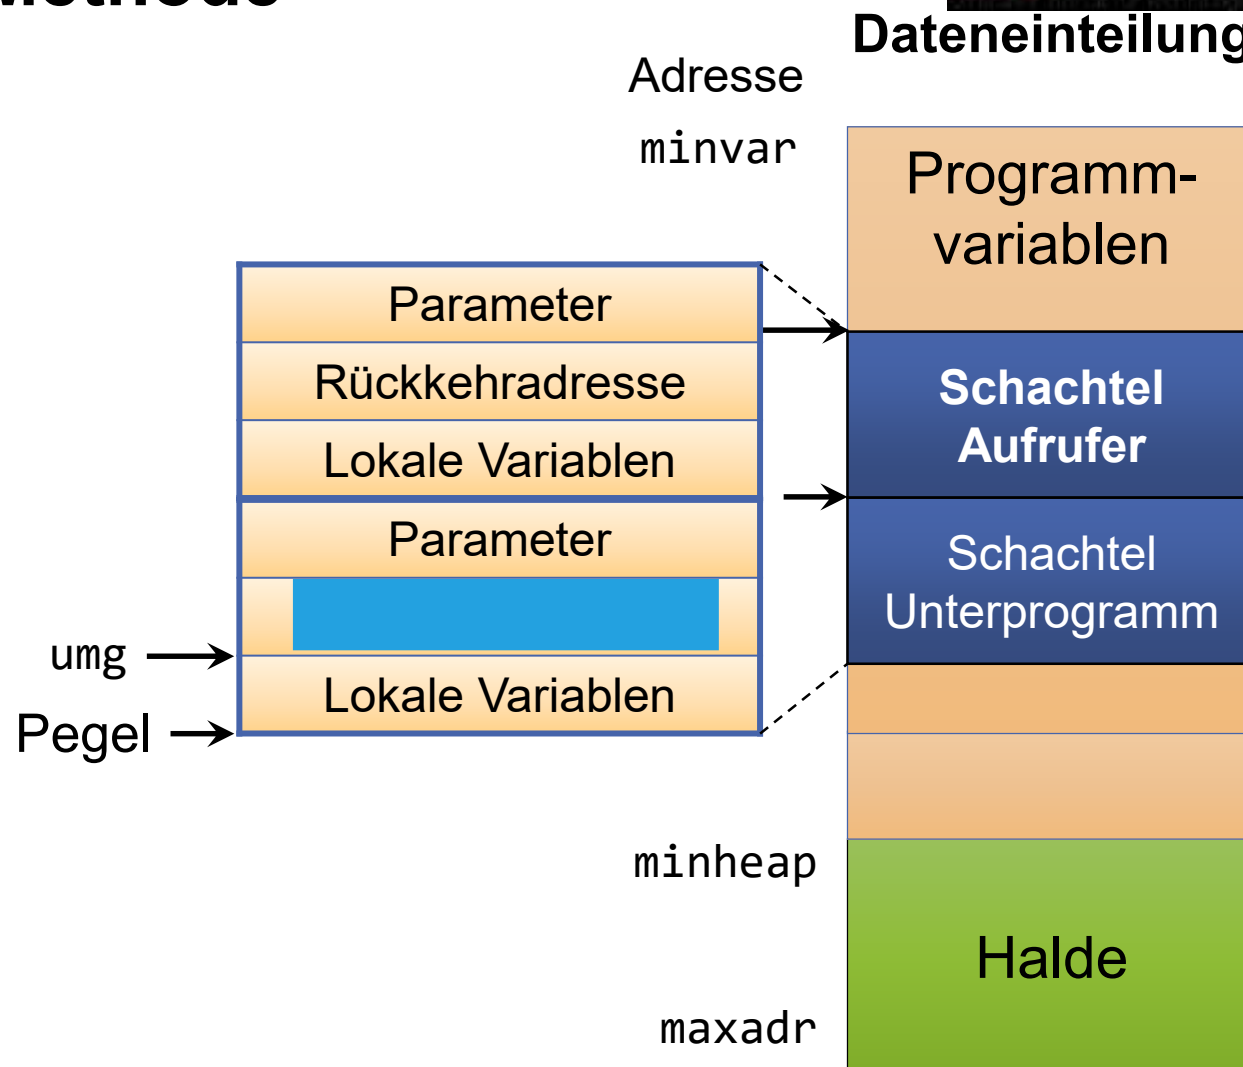 Methode
Dateneinteilung
Adresse
minvar
Programm-
variablen
Parameter
Rückkehradresse
Lokale Variablen
Parameter
Lokale Variablen
umg
Pegel
Schachtel
Aufrufer
Schachtel
Unterprogramm
minheap
Halde
maxadr